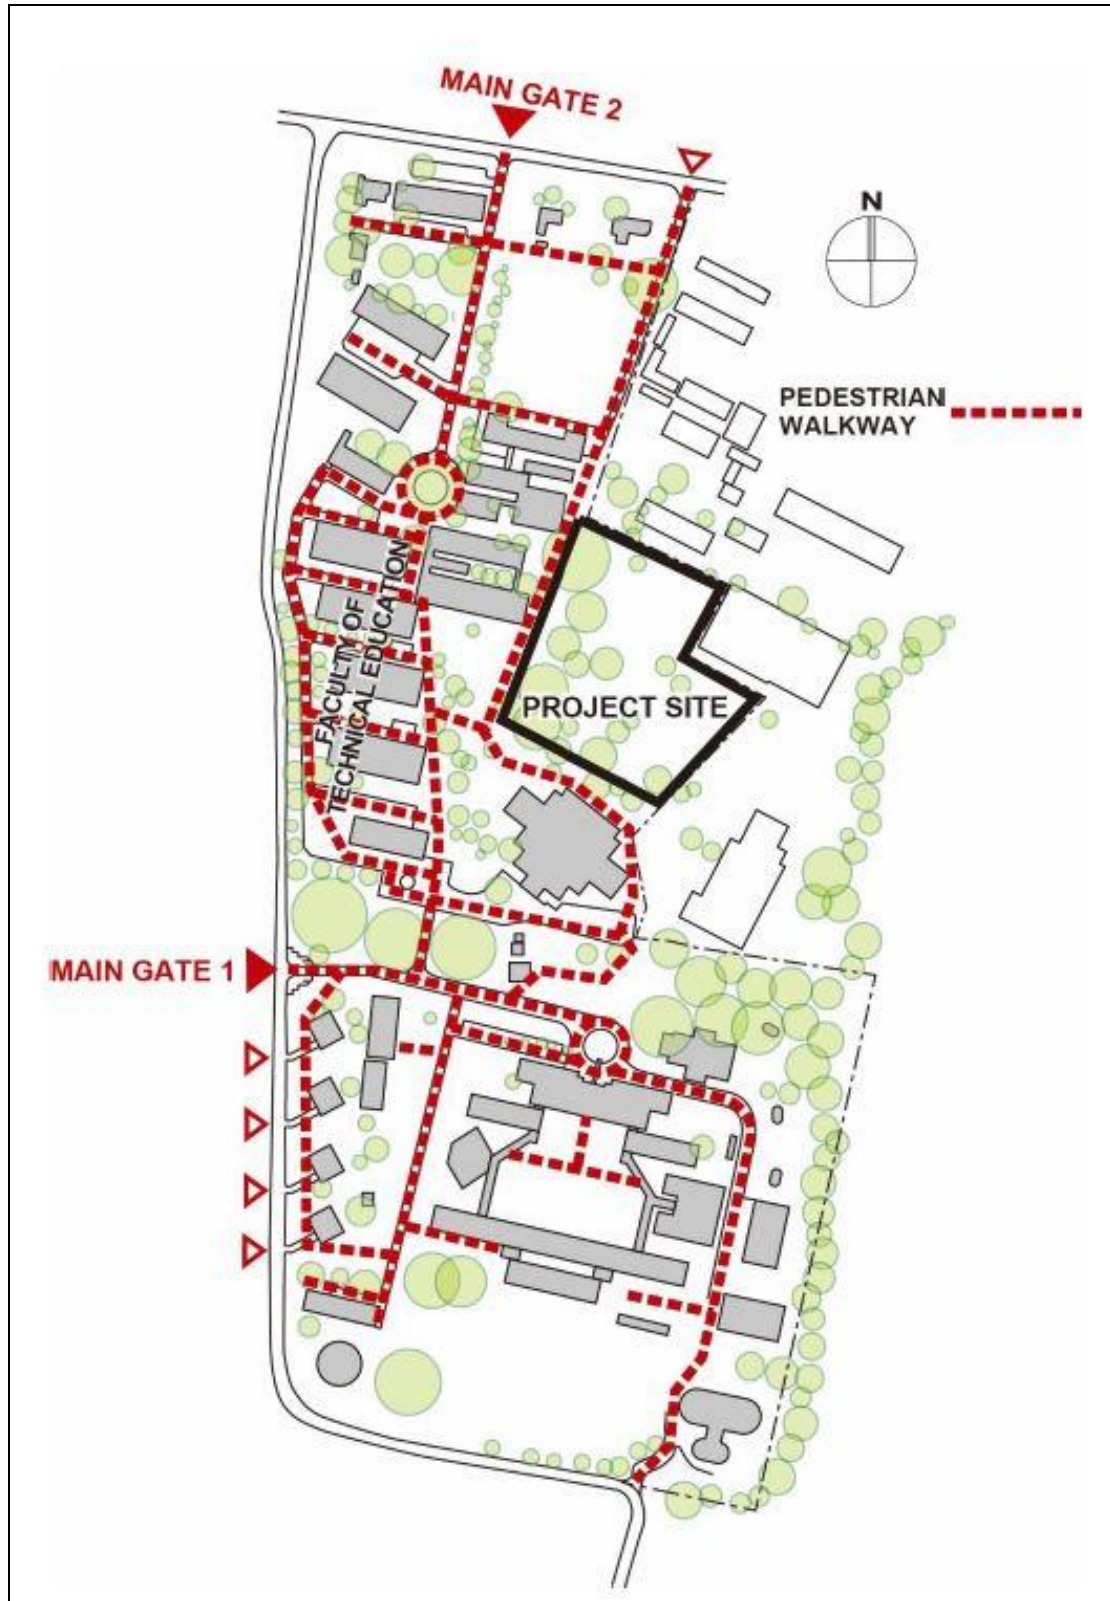 MAIN GATE 2
N
PEDESTRIAN
WALKWAY
FACULTY OF
TECHNICAL EDUCATION
PROJECT SITE
MAIN GATE 1